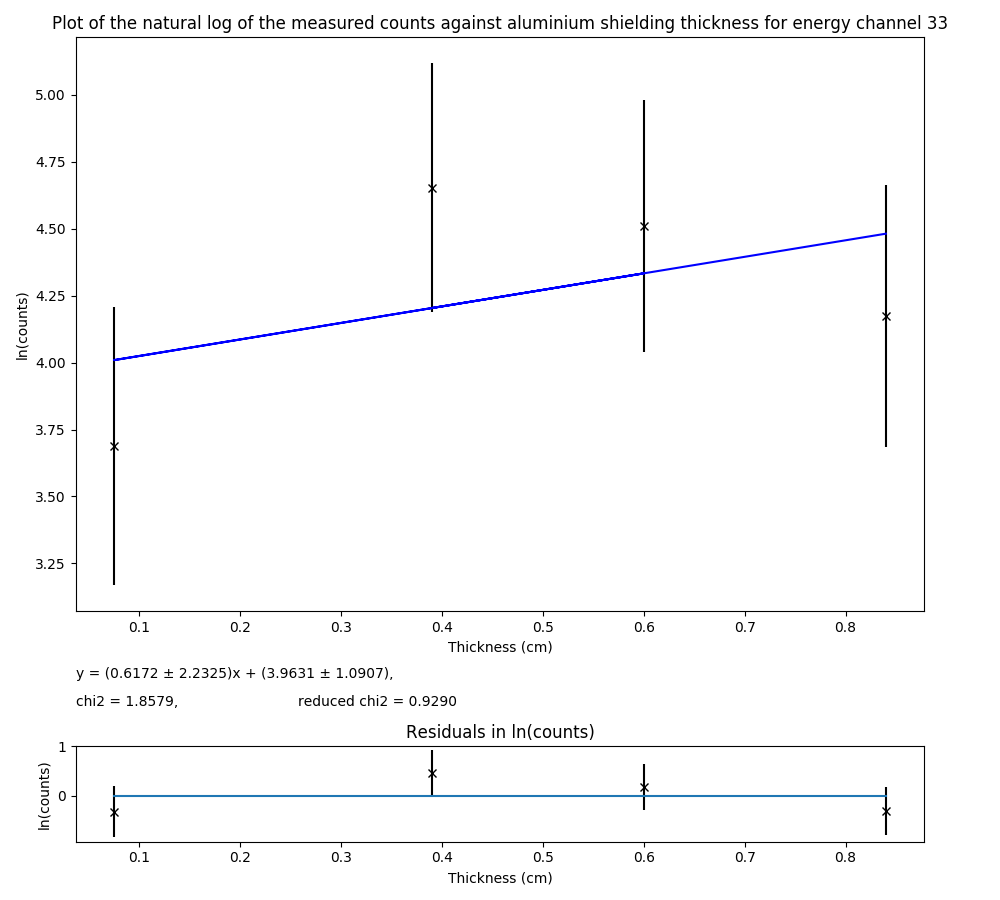 Plot of the natural log of the measured counts against aluminium shielding thickness for energy channel 33
ln(counts)
5.00
4.75
4.50
4.25
4.00
3.75
3.50
3.25
0.1 0.2 0.3 0.4 0.5 0.6 0.7 0.8
Thickness (cm)
y = (0.6172 ± 2.2325)x + (3.9631 ± 1.0907),
chi2 = 1.8579, reduced chi2 = 0.9290
Residuals in ln(counts)
ln(counts)
1
0
0.1 0.2 0.3 0.4 0.5 0.6 0.7 0.8
Thickness (cm)